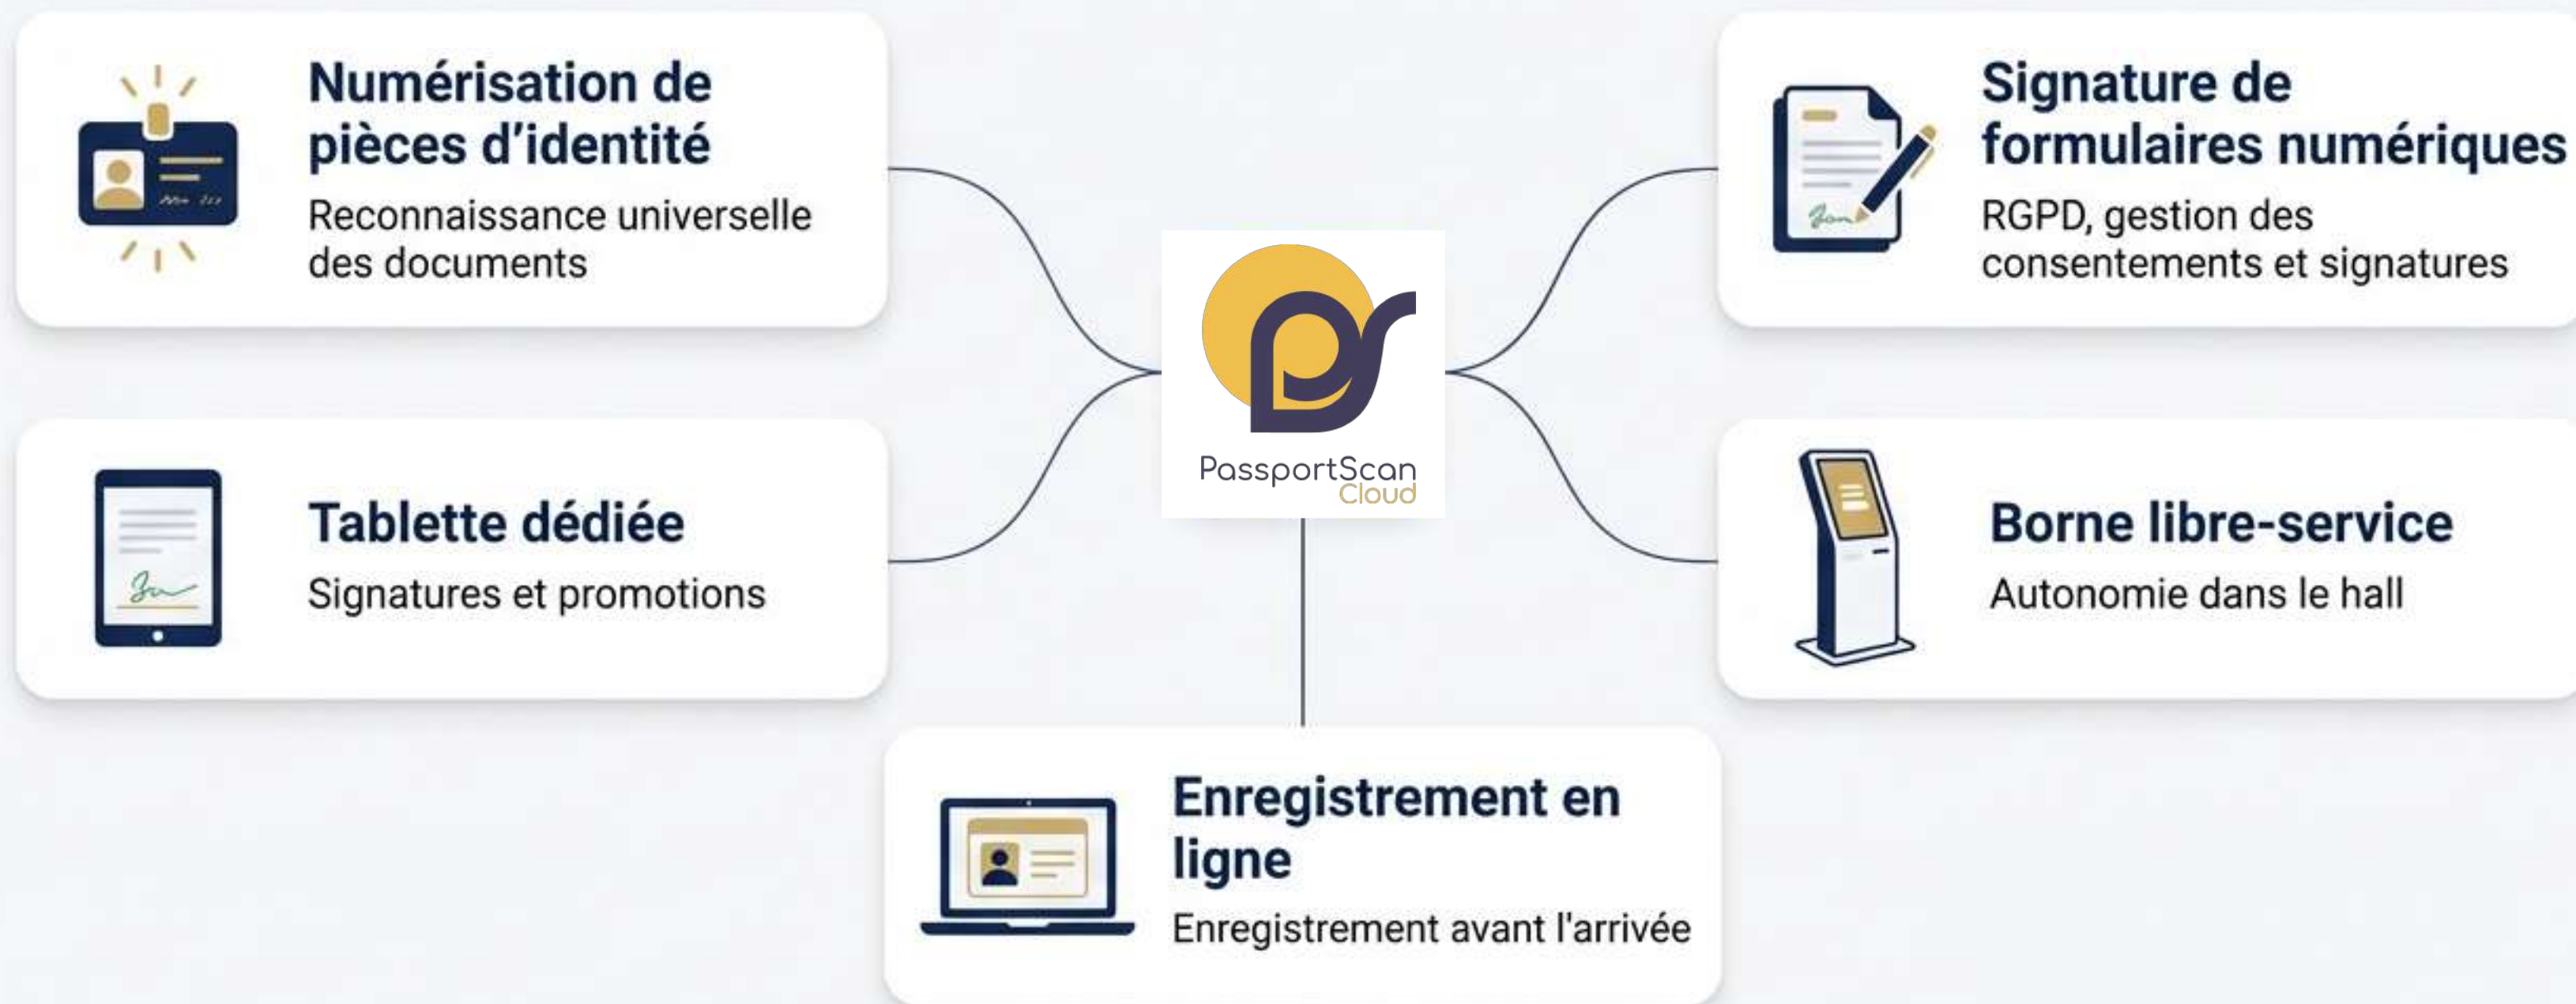 Numérisation de
pièces d’identité
Reconnaissance universelle
des documents
Signature de
formulaires numériques
RGPD, gestion des
consentements et signatures
PassportScan
Cloud
Tablette dédiée
Signatures et promotions
Borne libre-service
Autonomie dans le hall
Enregistrement en
ligne
Enregistrement avant l'arrivée